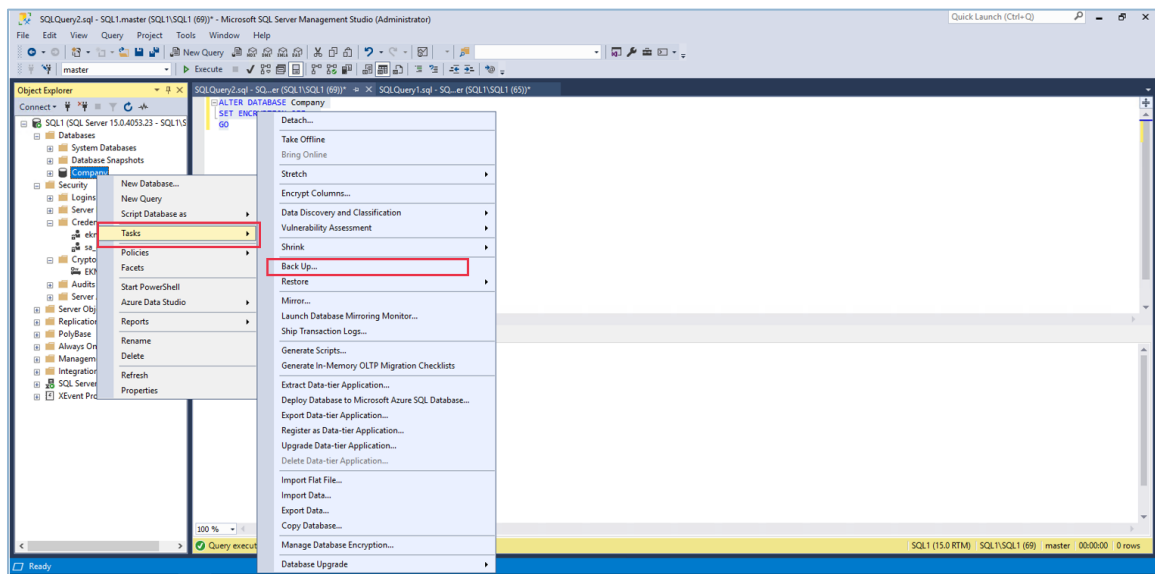 SQLQuery2.sql - SQL1.master (SQL1\SQL1 (69))* - Microsoft SQL Server Management Studio (Administrator)
Quick Launch (Ctrl+Q)
File Edit View Query Project Tools Window Help
New Query
master
Execute
Object Explorer
SQLQuery2.sql - SQ...er (SQL1\SQL1 (69))*
SQLQuery1.sql - SQ...er (SQL1\SQL1 (65))*
Connect
SQL1 (SQL Server 15.0.4053.23 - SQL1\S
Databases
System Databases
Database Snapshots
Company
Security
Logins
Server
Creder
ekr
sa_
Crypto
EKM
Audits
Server
Server Obj
Replication
PolyBase
Always On
Managem
Integration
SQL Server
XEvent Pro
ALTER DATABASE Company
SET ENCR
GO
New Database...
New Query
Script Database as
Tasks
Policies
Facets
Start PowerShell
Azure Data Studio
Reports
Rename
Delete
Refresh
Properties
Detach...
Take Offline
Bring Online
Stretch
Encrypt Columns...
Data Discovery and Classification
Vulnerability Assessment
Shrink
Back Up...
Restore
Mirror...
Launch Database Mirroring Monitor...
Ship Transaction Logs...
Generate Scripts...
Generate In-Memory OLTP Migration Checklists
Extract Data-tier Application...
Deploy Database to Microsoft Azure SQL Database...
Export Data-tier Application...
Register as Data-tier Application...
Upgrade Data-tier Application...
Delete Data-tier Application...
Import Flat File...
Import Data...
Export Data...
Copy Database...
Manage Database Encryption...
Database Upgrade
100 %
Query execut
SQL1 (15.0 RTM) SQL1\SQL1 (69) master 00:00:00 0 rows
Ready